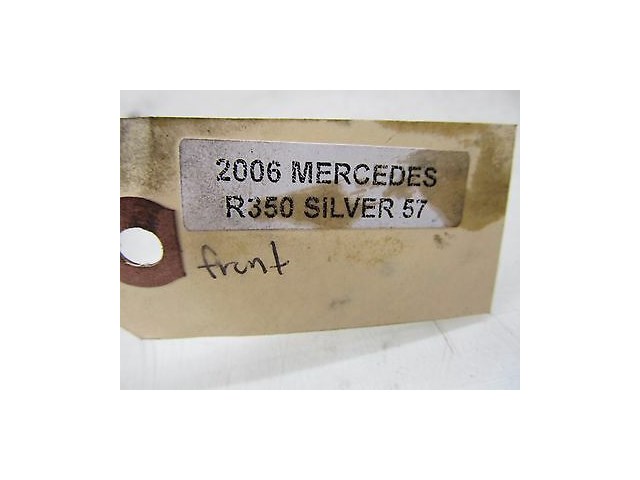 2006 MERCEDES
R350 SILVER 57
front